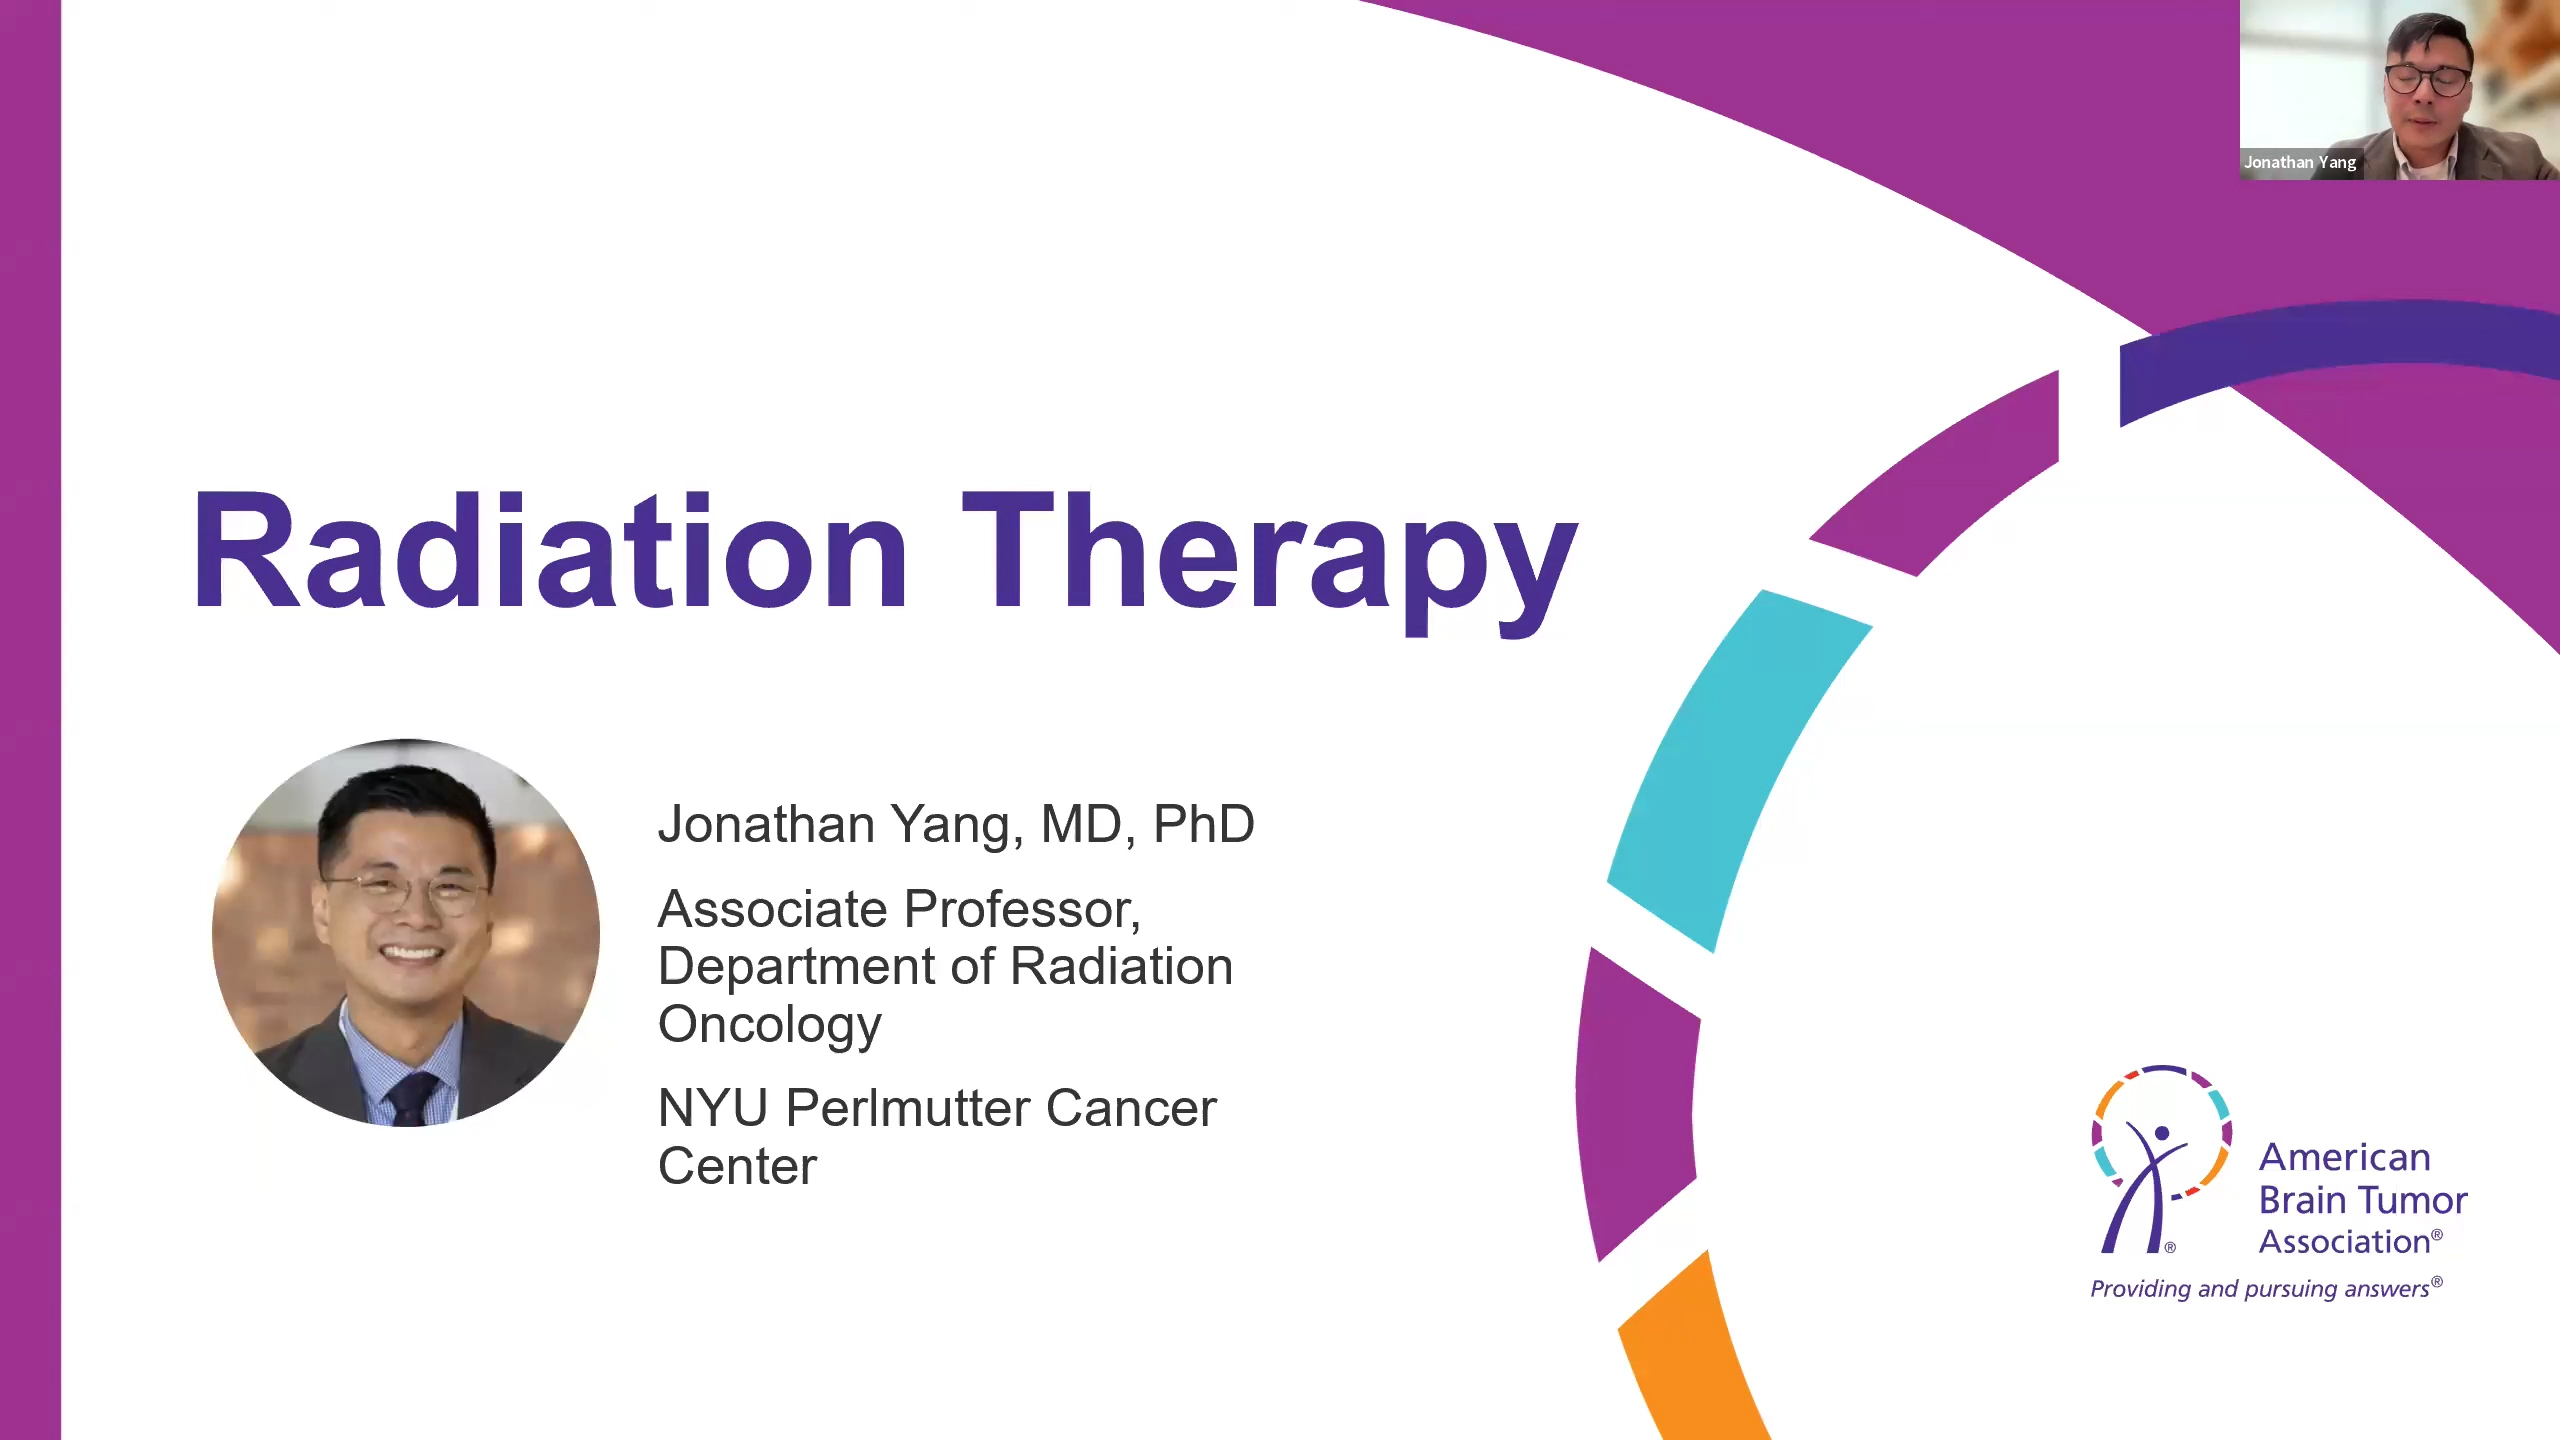 Jonathan Yang
Radiation Therapy
Jonathan Yang, MD, PhD
Associate Professor,
Department of Radiation
Oncology
NYU Perlmutter Cancer
Center
American
Brain Tumor
Association®
®
Providing and pursuing answers®